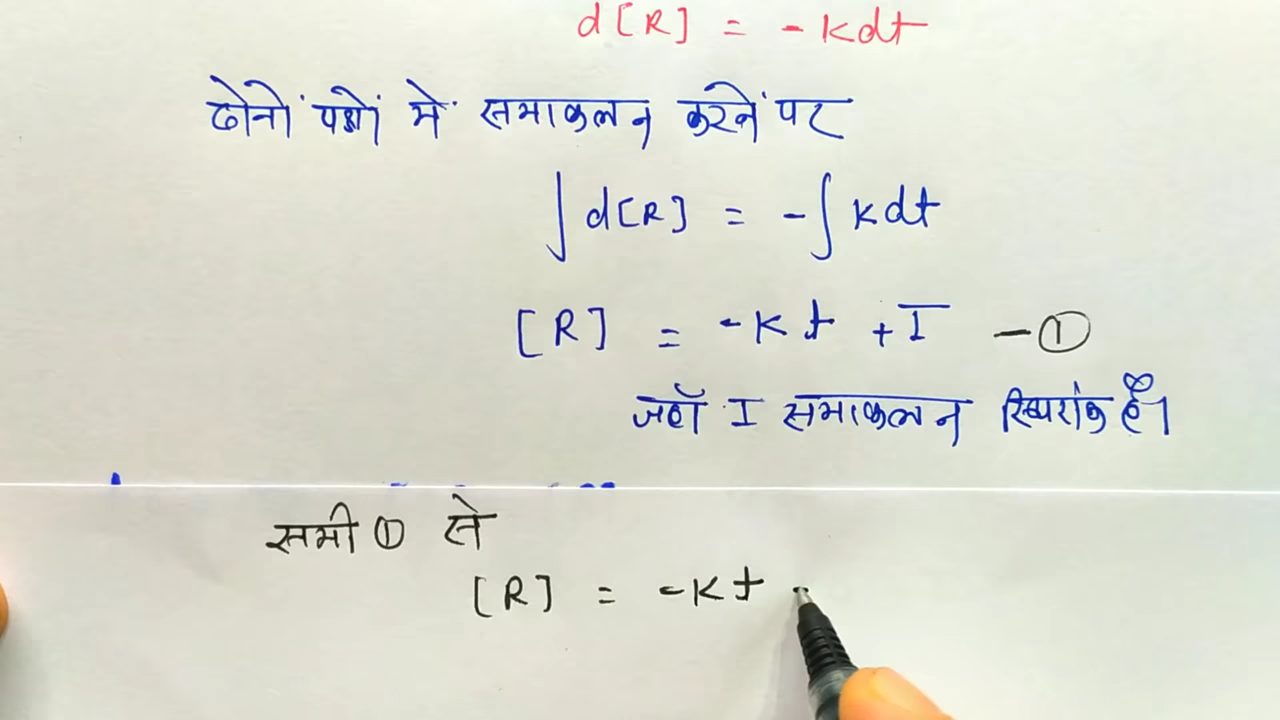 d[R] = -Kdt
दोनों पक्षों में समाकलन करनें पर
∫d[R] = -∫Kdt
[R] = -Kt + I - ①
जहाँ I समाकलन स्थिरांक है।
समी ① से
[R] = -Kt